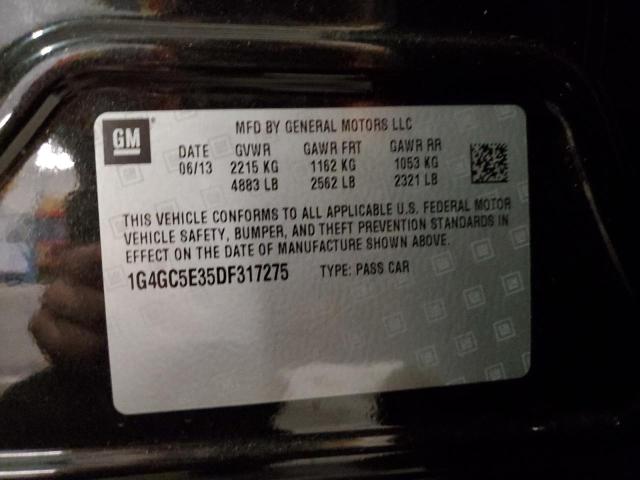 GM
MFD BY GENERAL MOTORS LLC
DATE GVWR GAWR FRT GAWR RR
06/13 2215 KG 1162 KG 1053 KG
4883 LB 2562 LB 2321 LB
THIS VEHICLE CONFORMS TO ALL APPLICABLE U.S. FEDERAL MOTOR
VEHICLE SAFETY, BUMPER, AND THEFT PREVENTION STANDARDS IN
EFFECT ON THE DATE OF MANUFACTURE SHOWN ABOVE.
1G4GC5E35DF317275 TYPE: PASS CAR